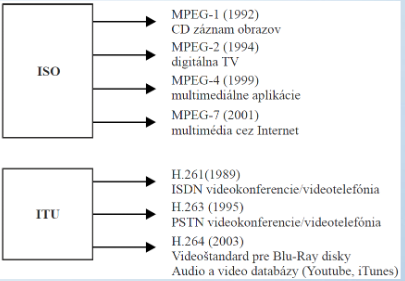 ISO
MPEG-1 (1992)
CD záznam obrazov
MPEG-2 (1994)
digitálna TV
MPEG-4 (1999)
multimediálne aplikácie
MPEG-7 (2001)
multimédia cez Internet
ITU
H.261(1989)
ISDN videokonferencie/videotelefónia
H.263 (1995)
PSTN videokonferencie/videotelefónia
H.264 (2003)
Videoštandard pre Blu-Ray disky
Audio a video databázy (Youtube, iTunes)